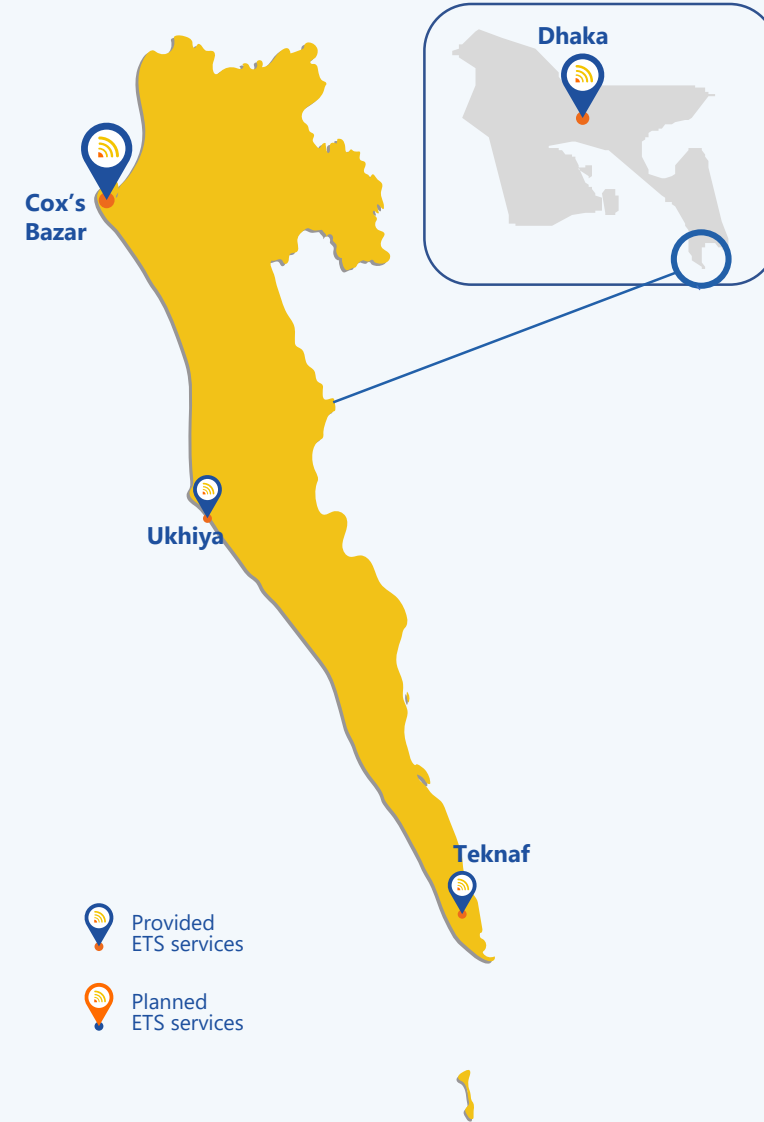 Dhaka
Cox’s
Bazar
Ukhiya
Teknaf
Provided
ETS services
Planned
ETS services